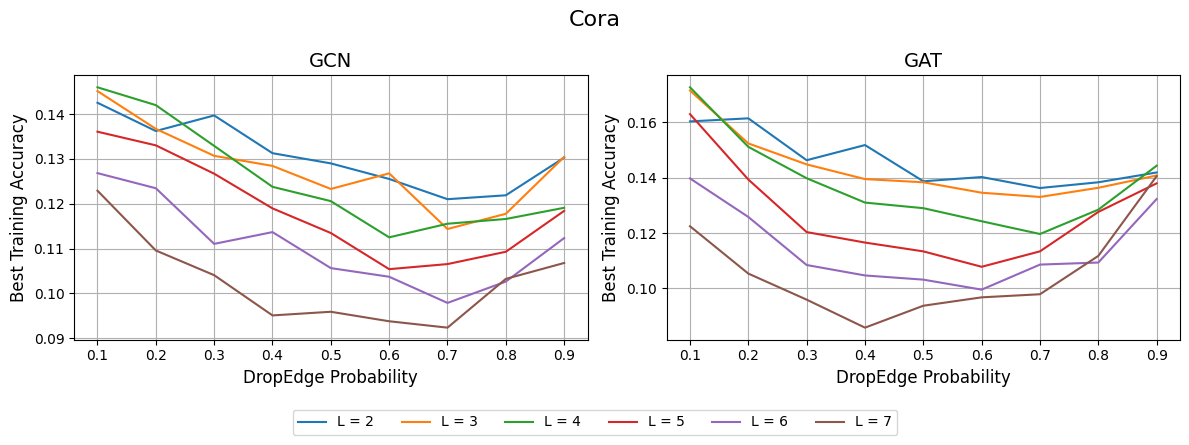 Cora
GCN
Best Training Accuracy
0.14
0.13
0.12
0.11
0.10
0.09
0.1 0.2 0.3 0.4 0.5 0.6 0.7 0.8 0.9
DropEdge Probability
GAT
Best Training Accuracy
0.16
0.14
0.12
0.10
0.1 0.2 0.3 0.4 0.5 0.6 0.7 0.8 0.9
DropEdge Probability
L = 2 L = 3 L = 4 L = 5 L = 6 L = 7